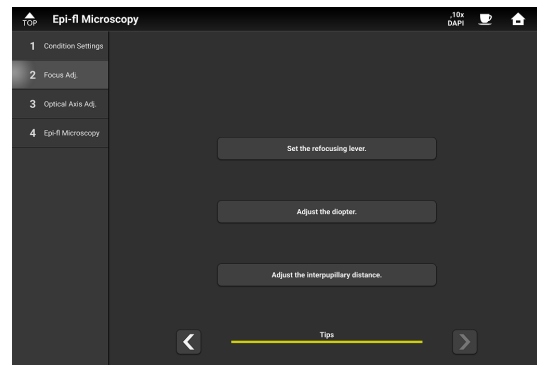 TOP
Epi-fl Microscopy
,10x
DAPI
1 Condition Settings
2 Focus Adj.
3 Optical Axis Adj.
4 Epi-fl Microscopy
Set the refocusing lever.
Adjust the diopter.
Adjust the interpupillary distance.
Tips